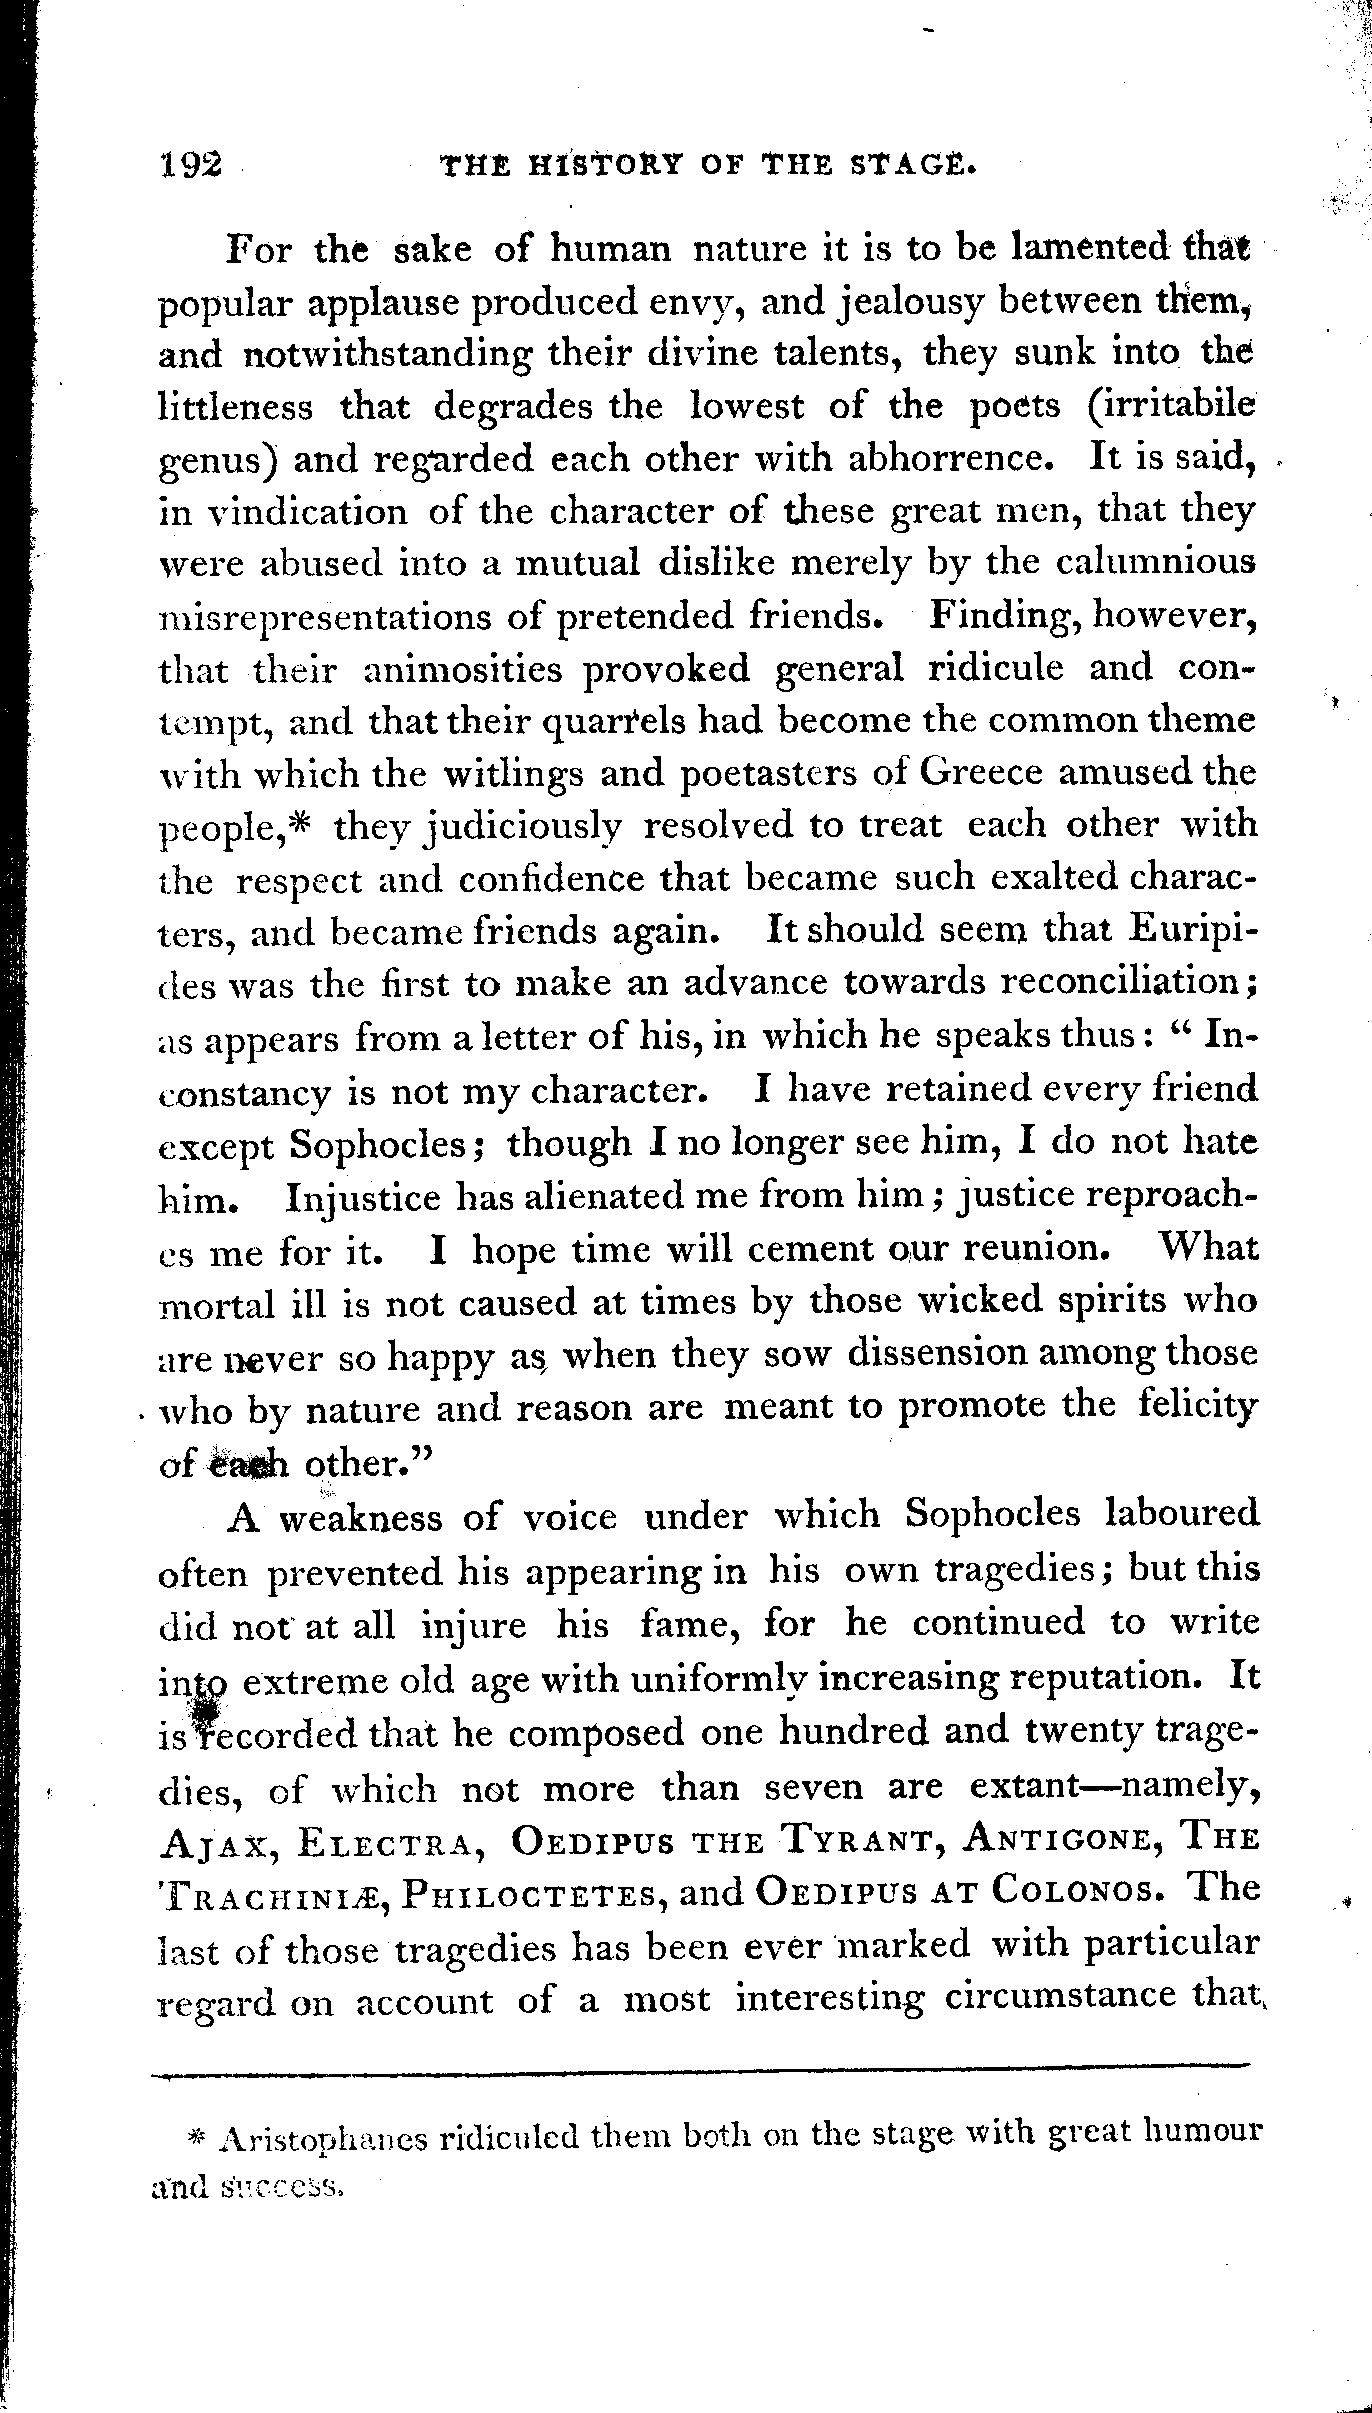 192 THE HISTORY OF THE STAGE.
For the sake of human nature it is to be lamented that
popular applause produced envy, and jealousy between them,
and notwithstanding their divine talents, they sunk into the
littleness that degrades the lowest of the poets (irritabile
genus) and regarded each other with abhorrence. It is said,
in vindication of the character of these great men, that they
were abused into a mutual dislike merely by the calumnious
misrepresentations of pretended friends. Finding, however,
that their animosities provoked general ridicule and con-
tempt, and that their quarrels had become the common theme
with which the witlings and poetasters of Greece amused the
people,* they judiciously resolved to treat each other with
the respect and confidence that became such exalted charac-
ters, and became friends again. It should seem that Euripi-
des was the first to make an advance towards reconciliation;
as appears from a letter of his, in which he speaks thus: “ In-
constancy is not my character. I have retained every friend
except Sophocles; though I no longer see him, I do not hate
him. Injustice has alienated me from him; justice reproach-
es me for it. I hope time will cement our reunion. What
mortal ill is not caused at times by those wicked spirits who
are never so happy as when they sow dissension among those
who by nature and reason are meant to promote the felicity
of each other.”
A weakness of voice under which Sophocles laboured
often prevented his appearing in his own tragedies; but this
did not at all injure his fame, for he continued to write
into extreme old age with uniformly increasing reputation. It
is recorded that he composed one hundred and twenty trage-
dies, of which not more than seven are extant—namely,
AJAX, ELECTRA, OEDIPUS THE TYRANT, ANTIGONE, THE
TRACHINIÆ, PHILOCTETES, and OEDIPUS AT COLONOS. The
last of those tragedies has been ever marked with particular
regard on account of a most interesting circumstance that
* Aristophanes ridiculed them both on the stage with great humour
and success.